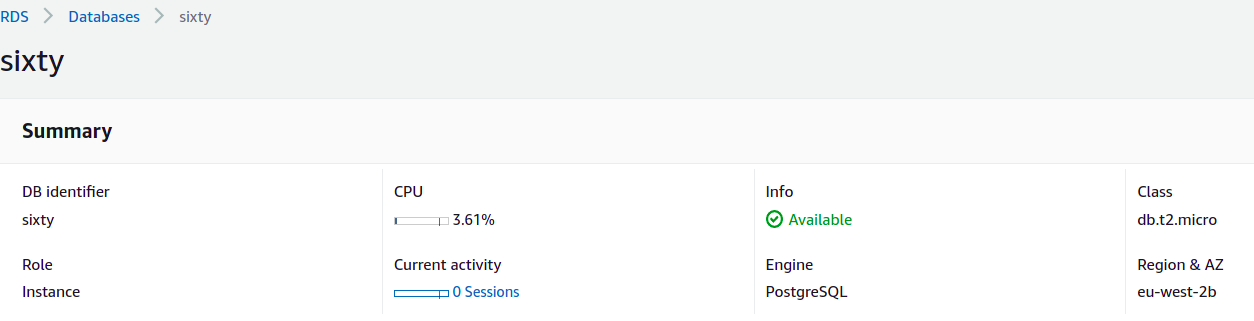 RDS Databases sixty
sixty
Summary
DB identifier CPU Info Class
sixty 3.61% Available db.t2.micro
Role Current activity Engine Region & AZ
Instance 0 Sessions PostgreSQL eu-west-2b